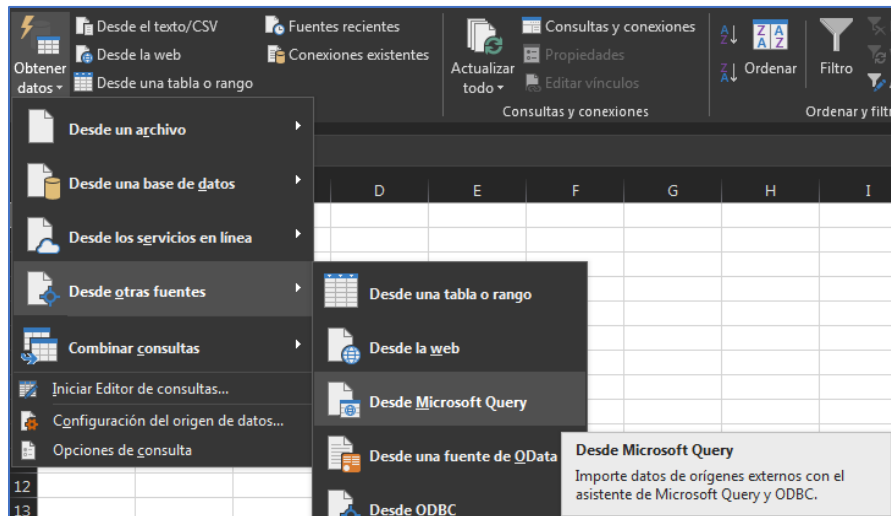 Desde el texto/CSV
Fuentes recientes
Consultas y conexiones
Desde la web
Conexiones existentes
Propiedades
Obtener
datos
Desde una tabla o rango
Actualizar
todo
Editar vínculos
Ordenar
Filtro
Consultas y conexiones
Ordenar y filt
Desde un archivo
Desde una base de datos
D E F G H I
Desde los servicios en línea
Desde otras fuentes
Desde una tabla o rango
Combinar consultas
Desde la web
Iniciar Editor de consultas...
Desde Microsoft Query
Configuración del origen de datos...
Opciones de consulta
Desde una fuente de OData
Desde Microsoft Query
Importe datos de orígenes externos con el
asistente de Microsoft Query y ODBC.
12
13
Desde ODBC